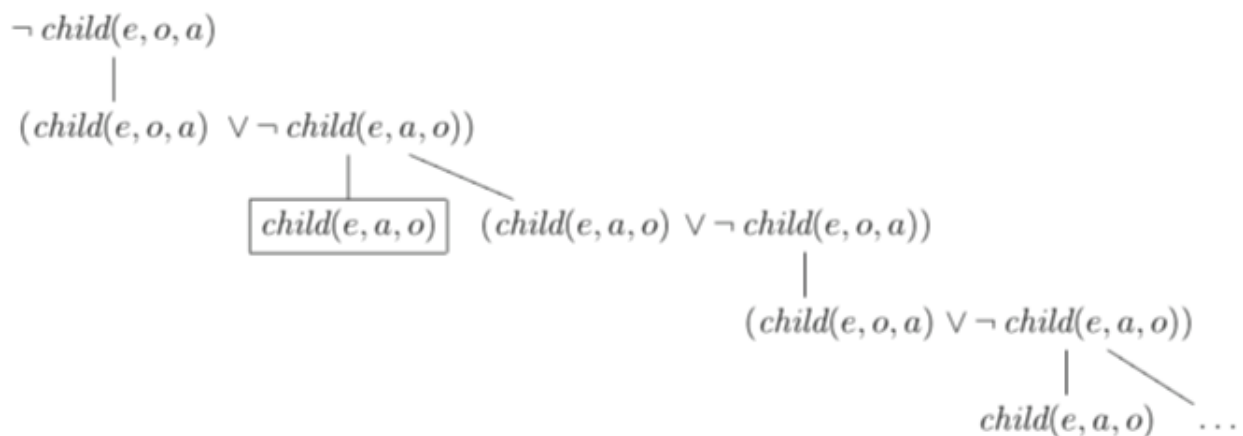 ¬ child(e, o, a)
(child(e, o, a) ∨ ¬ child(e, a, o))
child(e, a, o) (child(e, a, o) ∨ ¬ child(e, o, a))
(child(e, o, a) ∨ ¬ child(e, a, o))
child(e, a, o) ...